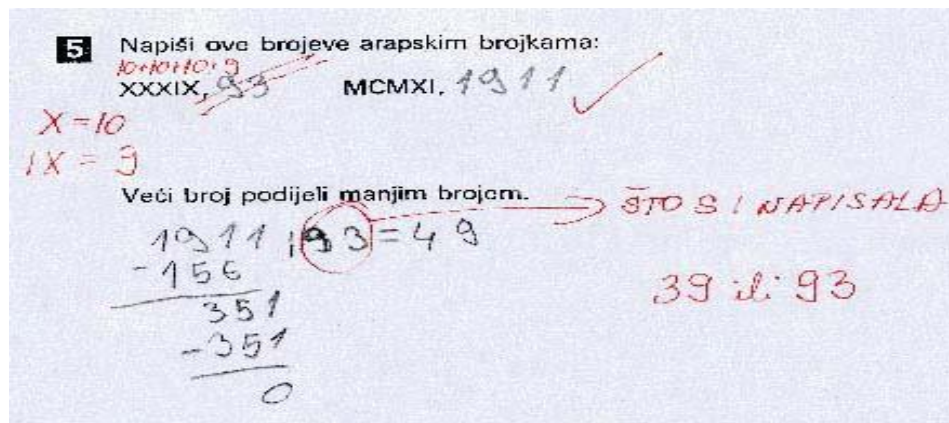 5 Napiši ove brojeve arapskim brojkama:
10+10+10+9
XXXIX, 93 MCMXI, 1911
X=10
IX = 9
Veći broj podijeli manjim brojem.
ŠTO SI NAPISALA
1911:93=49
-156
39 ili 93
351
-351
0